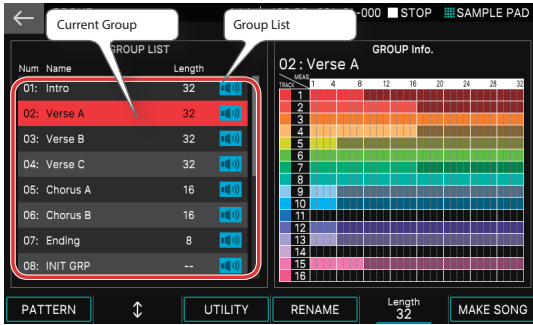 Current Group
Group List
-000 STOP SAMPLE PAD
GROUP LIST
Num Name Length
01: Intro 32
02: Verse A 32
03: Verse B 32
04: Verse C 32
05: Chorus A 16
06: Chorus B 16
07: Ending 8
08: INIT GRP --
GROUP Info.
02: Verse A
MEAS
TRACK 1 4 8 12 16 20 24 28 32
1
2
3
4
5
6
7
8
9
10
11
12
13
14
15
16
PATTERN
UTILITY
RENAME
Length
32
MAKE SONG